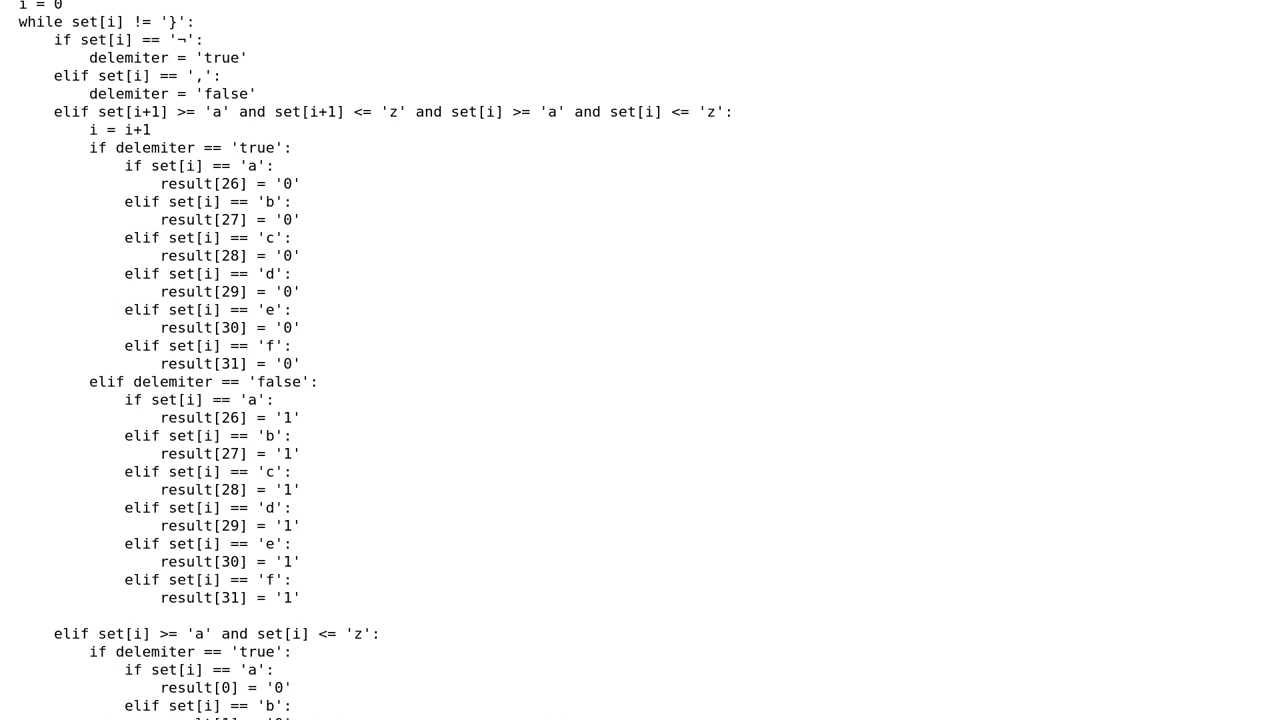 i = 0
while set[i] != '}':
    if set[i] == '¬':
        delemiter = 'true'
    elif set[i] == ',':
        delemiter = 'false'
    elif set[i+1] >= 'a' and set[i+1] <= 'z' and set[i] >= 'a' and set[i] <= 'z':
        i = i+1
        if delemiter == 'true':
            if set[i] == 'a':
                result[26] = '0'
            elif set[i] == 'b':
                result[27] = '0'
            elif set[i] == 'c':
                result[28] = '0'
            elif set[i] == 'd':
                result[29] = '0'
            elif set[i] == 'e':
                result[30] = '0'
            elif set[i] == 'f':
                result[31] = '0'
        elif delemiter == 'false':
            if set[i] == 'a':
                result[26] = '1'
            elif set[i] == 'b':
                result[27] = '1'
            elif set[i] == 'c':
                result[28] = '1'
            elif set[i] == 'd':
                result[29] = '1'
            elif set[i] == 'e':
                result[30] = '1'
            elif set[i] == 'f':
                result[31] = '1'

    elif set[i] >= 'a' and set[i] <= 'z':
        if delemiter == 'true':
            if set[i] == 'a':
                result[0] = '0'
            elif set[i] == 'b':